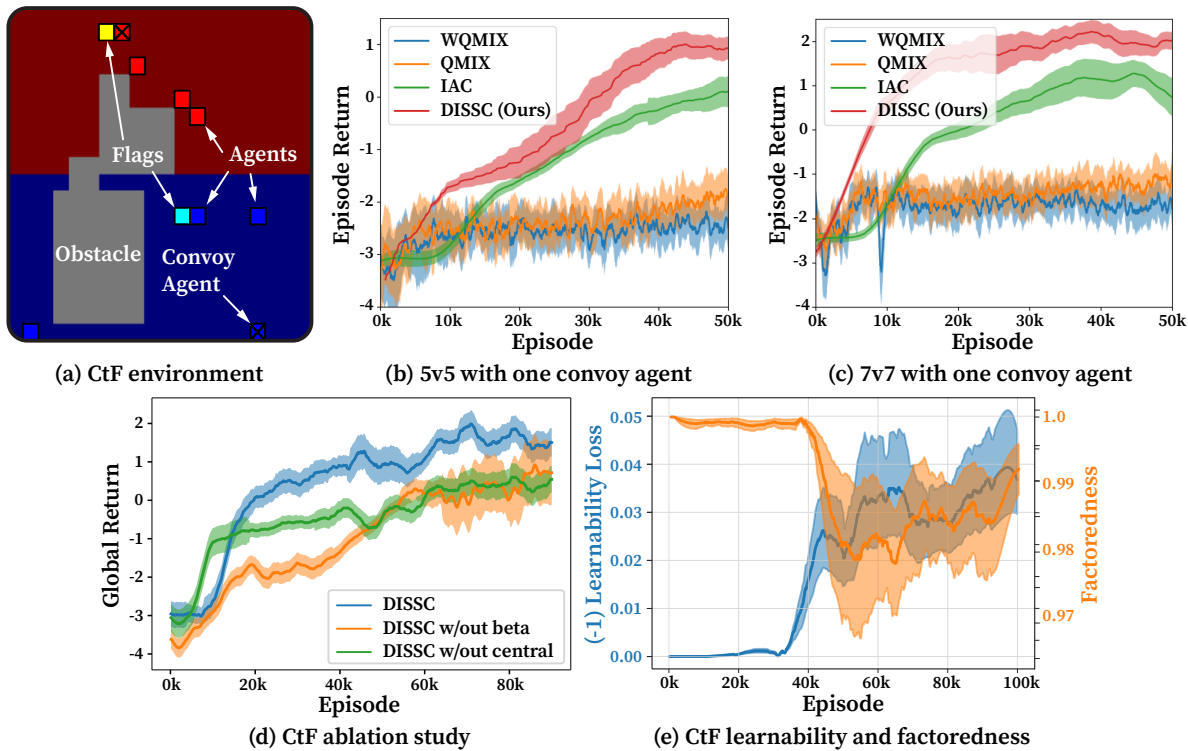 Flags
Agents
Obstacle
Convoy
Agent
(a) CtF environment
WQMIX
QMIX
IAC
DISSC (Ours)
Episode Return
1
0
-1
-2
-3
-4
0k
10k
20k
30k
40k
50k
Episode
(b) 5v5 with one convoy agent
WQMIX
QMIX
IAC
DISSC (Ours)
Episode Return
2
1
0
-1
-2
-3
-4
0k
10k
20k
30k
40k
50k
Episode
(c) 7v7 with one convoy agent
Global Return
2
1
0
-1
-2
-3
-4
DISSC
DISSC w/out beta
DISSC w/out central
0k
20k
40k
60k
80k
Episode
(d) CtF ablation study
(-1) Learnability Loss
0.05
0.04
0.03
0.02
0.01
0.00
1.0
0.99
0.98
0.97
Factoredness
0k
20k
40k
60k
80k
100k
Episode
(e) CtF learnability and factoredness